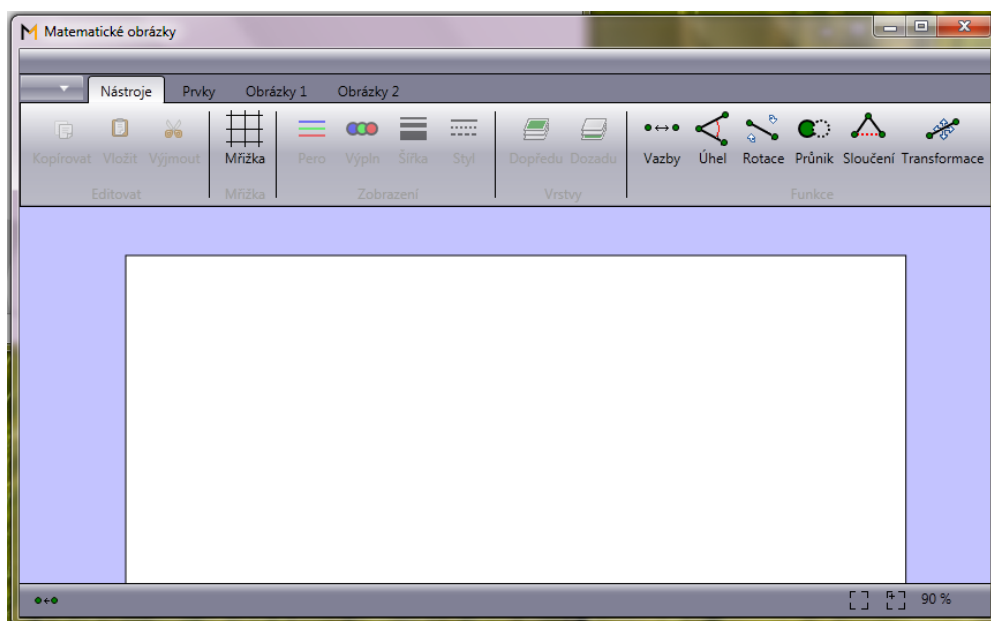 Matematické obrázky
Nástroje Prvky Obrázky 1 Obrázky 2
Kopírovat Vložit Vyjmout Mřížka Pero Výpln Šířka Styl Dopředu Dozadu Vazby Úhel Rotace Průnik Sloučení Transformace
Editovat Mřížka Zobrazení Vrstvy Funkce
90 %